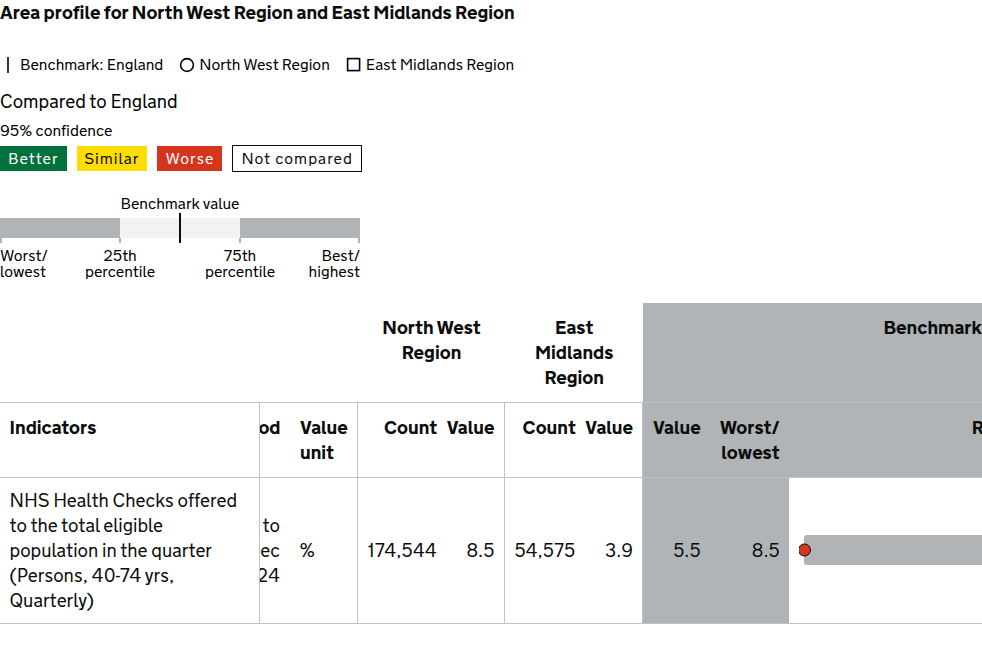 Area profile for North West Region and East Midlands Region
Benchmark: England North West Region East Midlands Region
Compared to England
95% confidence
Better Similar Worse Not compared
Benchmark value
Worst/ 25th 75th Best/
lowest percentile percentile highest
North West East Benchmark
Region Midlands
Region
Indicators od Value Count Value Count Value Value Worst/ R
unit lowest
NHS Health Checks offered
to the total eligible to
population in the quarter ec % 174,544 8.5 54,575 3.9 5.5 8.5
(Persons, 40-74 yrs, 24
Quarterly)